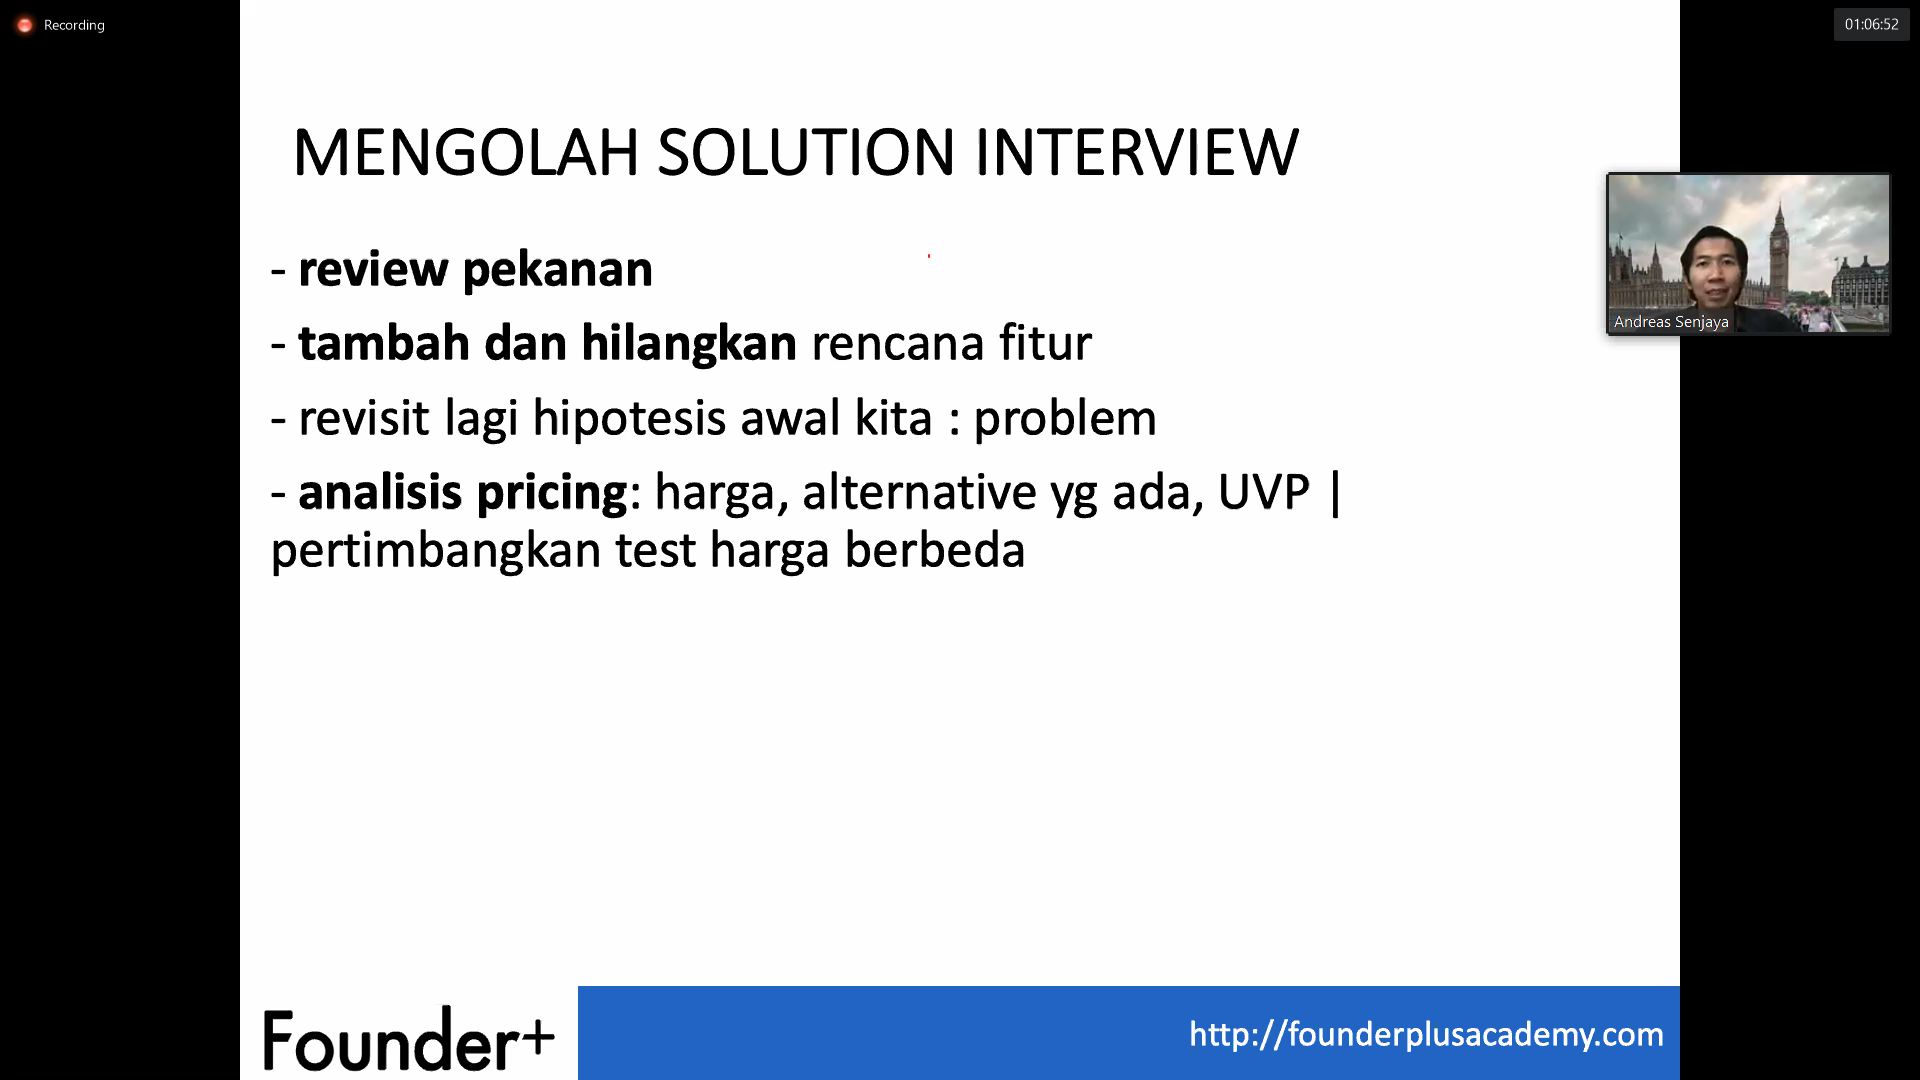 Recording
01:06:52
MENGOLAH SOLUTION INTERVIEW
- review pekanan
- tambah dan hilangkan rencana fitur
- revisit lagi hipotesis awal kita : problem
- analisis pricing: harga, alternative yg ada, UVP |
pertimbangkan test harga berbeda
Andreas Senjaya
Founder+
http://founderplusacademy.com